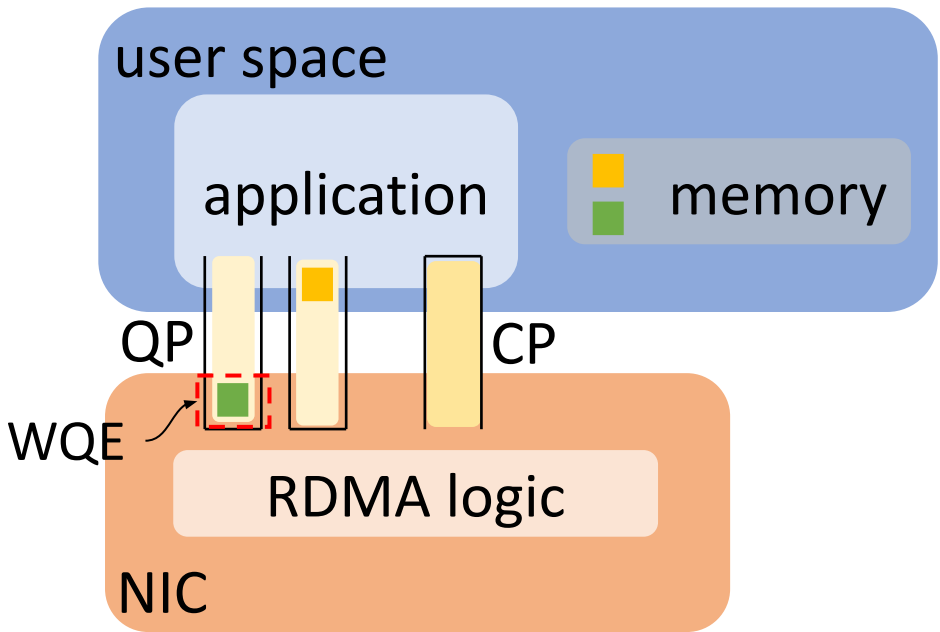 user space
application
memory
QP
CP
WQE
RDMA logic
NIC